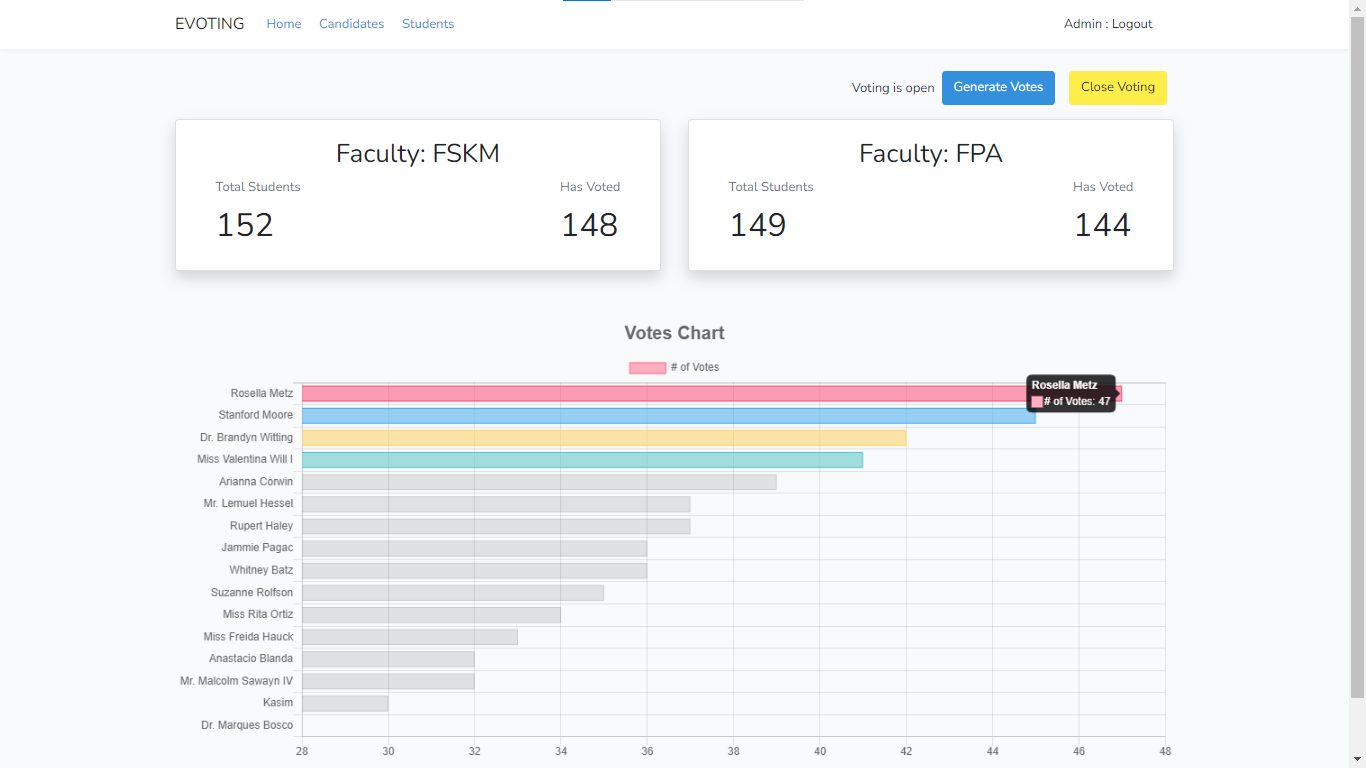 EVOTING Home Candidates Students Admin : Logout
Voting is open Generate Votes Close Voting
Faculty: FSKM
Total Students Has Voted
152 148
Faculty: FPA
Total Students Has Voted
149 144
Votes Chart
# of Votes
Rosella Metz
Rosella Metz
# of Votes: 47
Stanford Moore
Dr. Brandyn Witting
Miss Valentina Will I
Arianna Corwin
Mr. Lemuel Hessel
Rupert Haley
Jammie Pagac
Whitney Batz
Suzanne Rolfson
Miss Rita Ortiz
Miss Freida Hauck
Anastacio Blanda
Mr. Malcolm Sawayn IV
Kasim
Dr. Marques Bosco
28 30 32 34 36 38 40 42 44 46 48